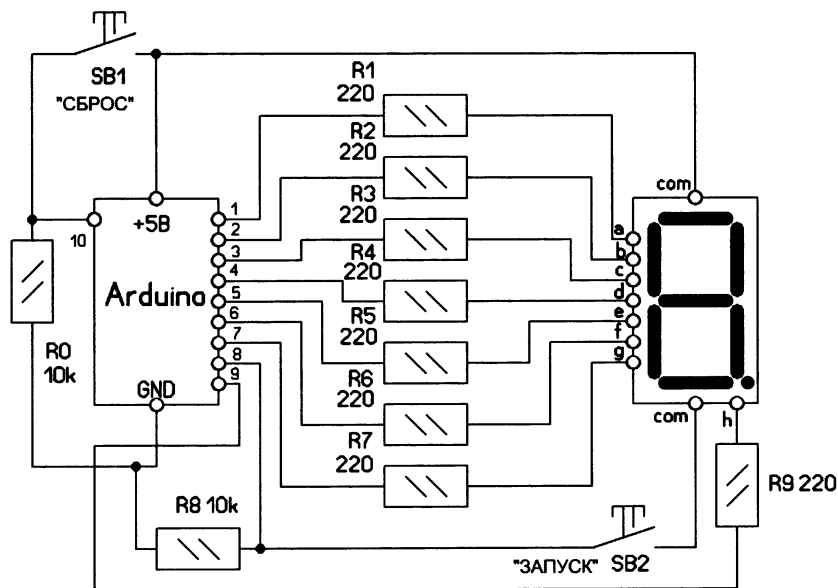 SB1
"СБРОС"
R1
220
R2
220
R3
220
R4
220
R5
220
R6
220
R7
220
com
+5В
10
Arduino
GND
1
2
3
4
5
6
7
8
9
a
b
c
d
e
f
g
com
h
R0
10k
R8 10k
R9 220
"ЗАПУСК" SB2